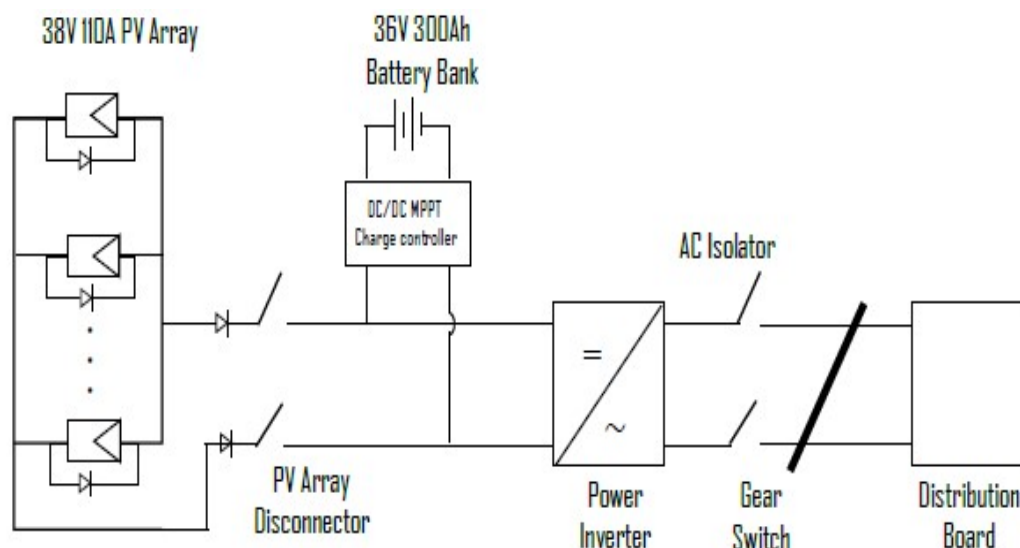 38V 110A PV Array
36V 300Ah
Battery Bank
DC/DC MPPT
Charge controller
AC Isolator
=
~
PV Array
Disconnector
Power
Inverter
Gear
Switch
Distribution
Board